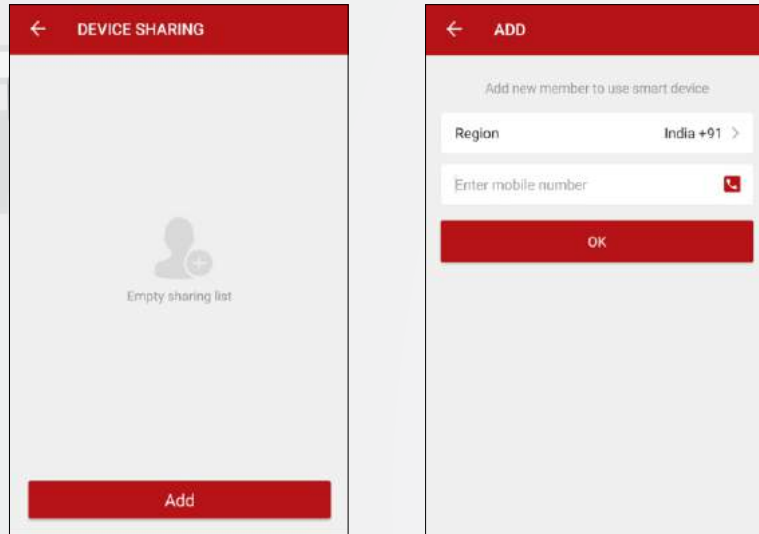 DEVICE SHARING
Empty sharing list
Add
ADD
Add new member to use smart device
Region India +91
Enter mobile number
OK